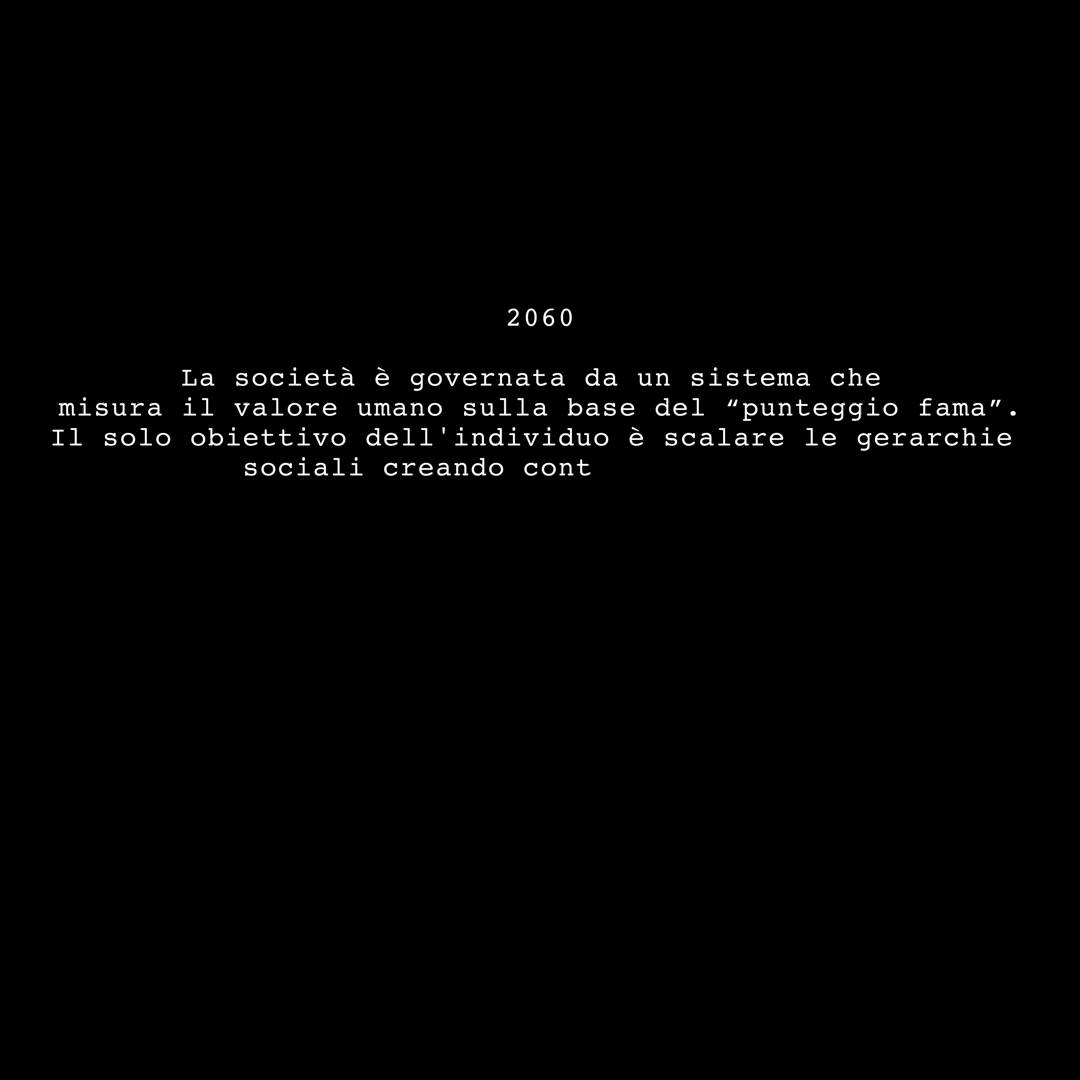 2060
La società è governata da un sistema che
misura il valore umano sulla base del “punteggio fama”.
Il solo obiettivo dell'individuo è scalare le gerarchie
sociali creando cont